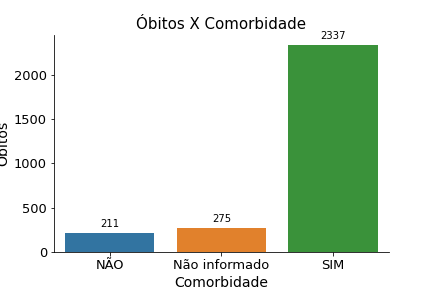 Óbitos X Comorbidade
2337
2000
1500
1000
500
0
Óbitos
211
275
NÃO
Não informado
SIM
Comorbidade